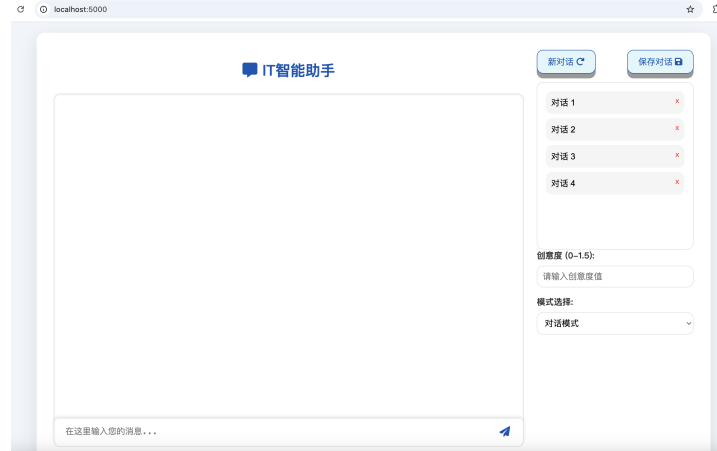 localhost:5000
IT智能助手
新对话
保存对话
对话 1
x
对话 2
x
对话 3
x
对话 4
x
创意度 (0–1.5):
请输入创意度值
模式选择:
对话模式
在这里输入您的消息...